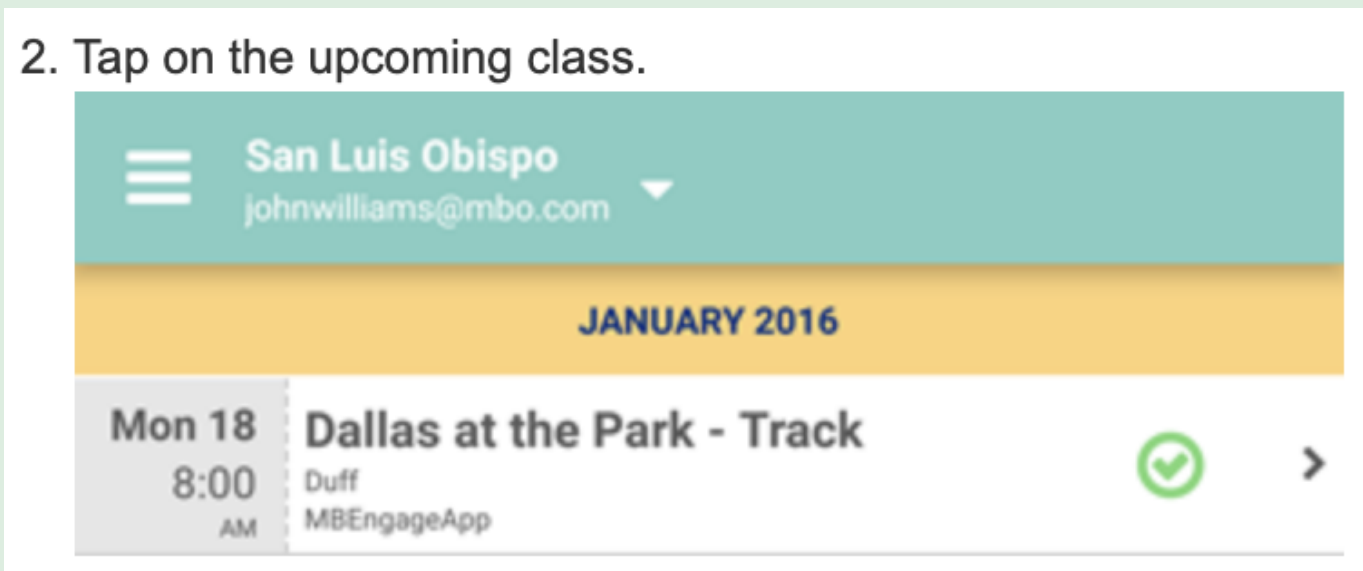 2. Tap on the upcoming class.
San Luis Obispo
johnwilliams@mbo.com
JANUARY 2016
Mon 18
8:00
AM
Dallas at the Park - Track
Duff
MBEngageApp